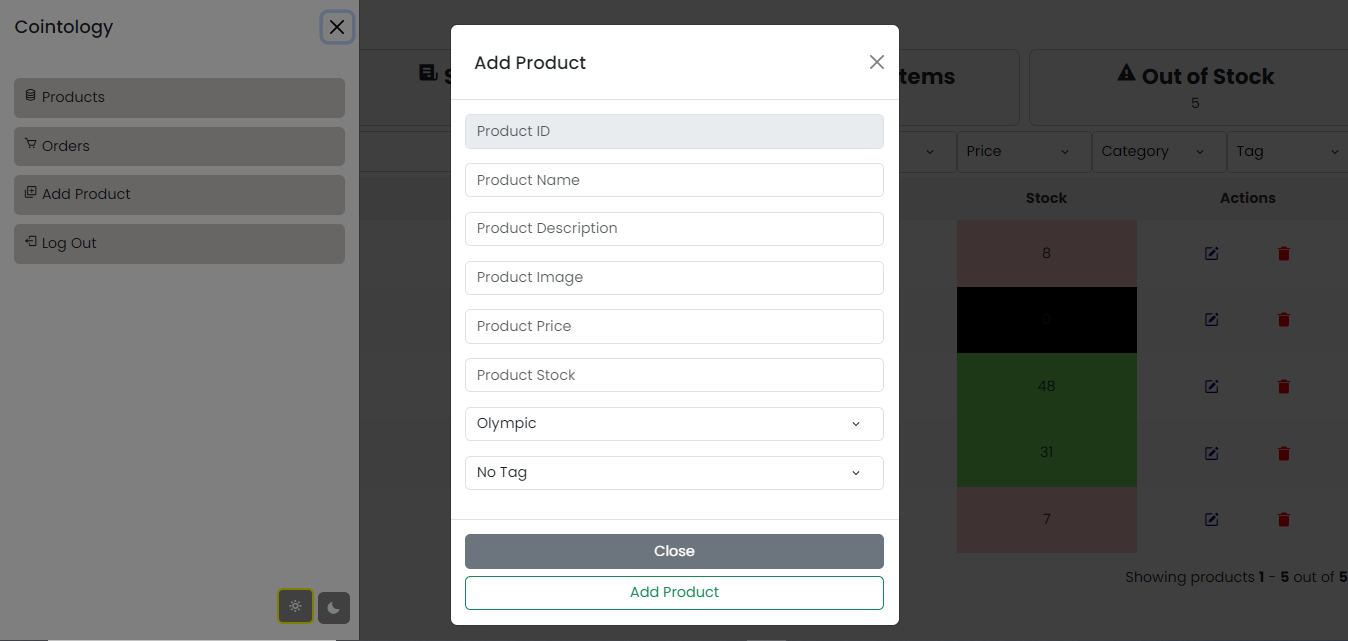 Cointology
Products
Orders
Add Product
Log Out
Add Product
Product ID
Product Name
Product Description
Product Image
Product Price
Product Stock
Olympic
No Tag
Close
Add Product
Out of Stock
5
Price
Category
Tag
Stock
Actions
8
0
48
31
7
Showing products 1 - 5 out of 5